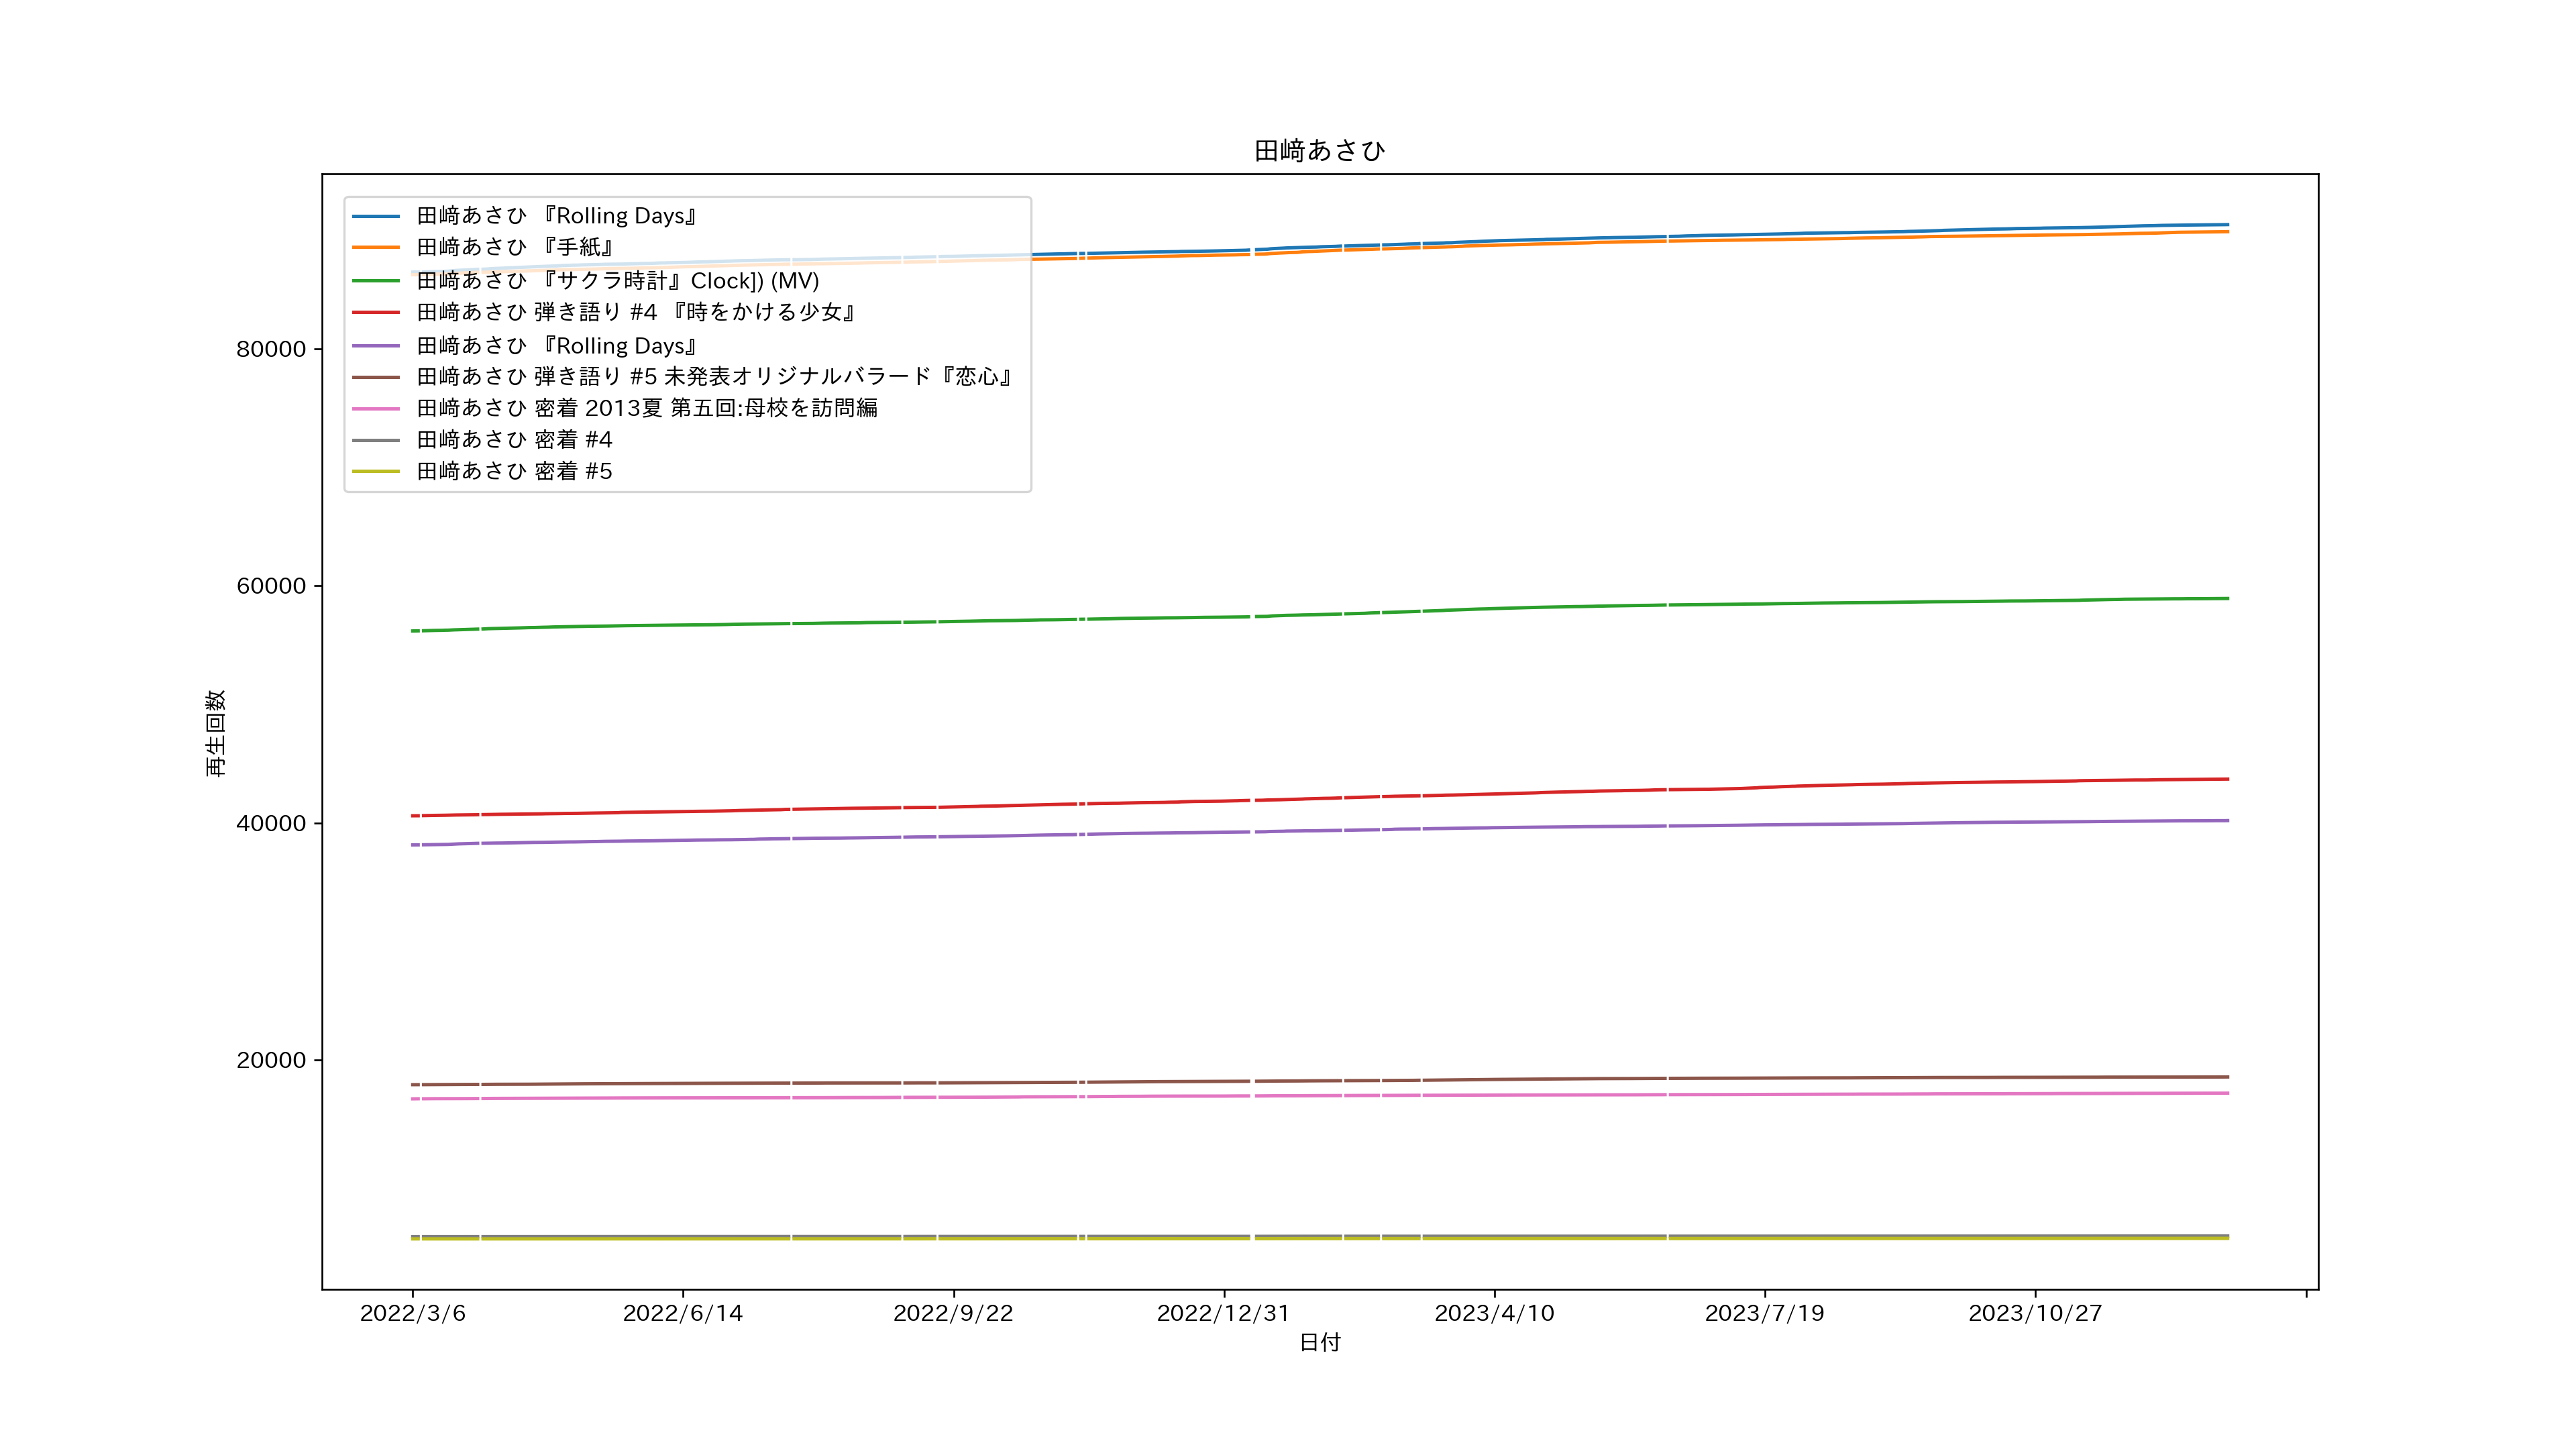 田﨑あさひ
田﨑あさひ 『Rolling Days』
田﨑あさひ 『手紙』
田﨑あさひ 『サクラ時計』Clock]) (MV)
田﨑あさひ 弾き語り #4 『時をかける少女』
田﨑あさひ 『Rolling Days』
田﨑あさひ 弾き語り #5 未発表オリジナルバラード『恋心』
田﨑あさひ 密着 2013夏 第五回:母校を訪問編
田﨑あさひ 密着 #4
田﨑あさひ 密着 #5
80000
60000
40000
20000
再生回数
2022/3/6 2022/6/14 2022/9/22 2022/12/31 2023/4/10 2023/7/19 2023/10/27
日付